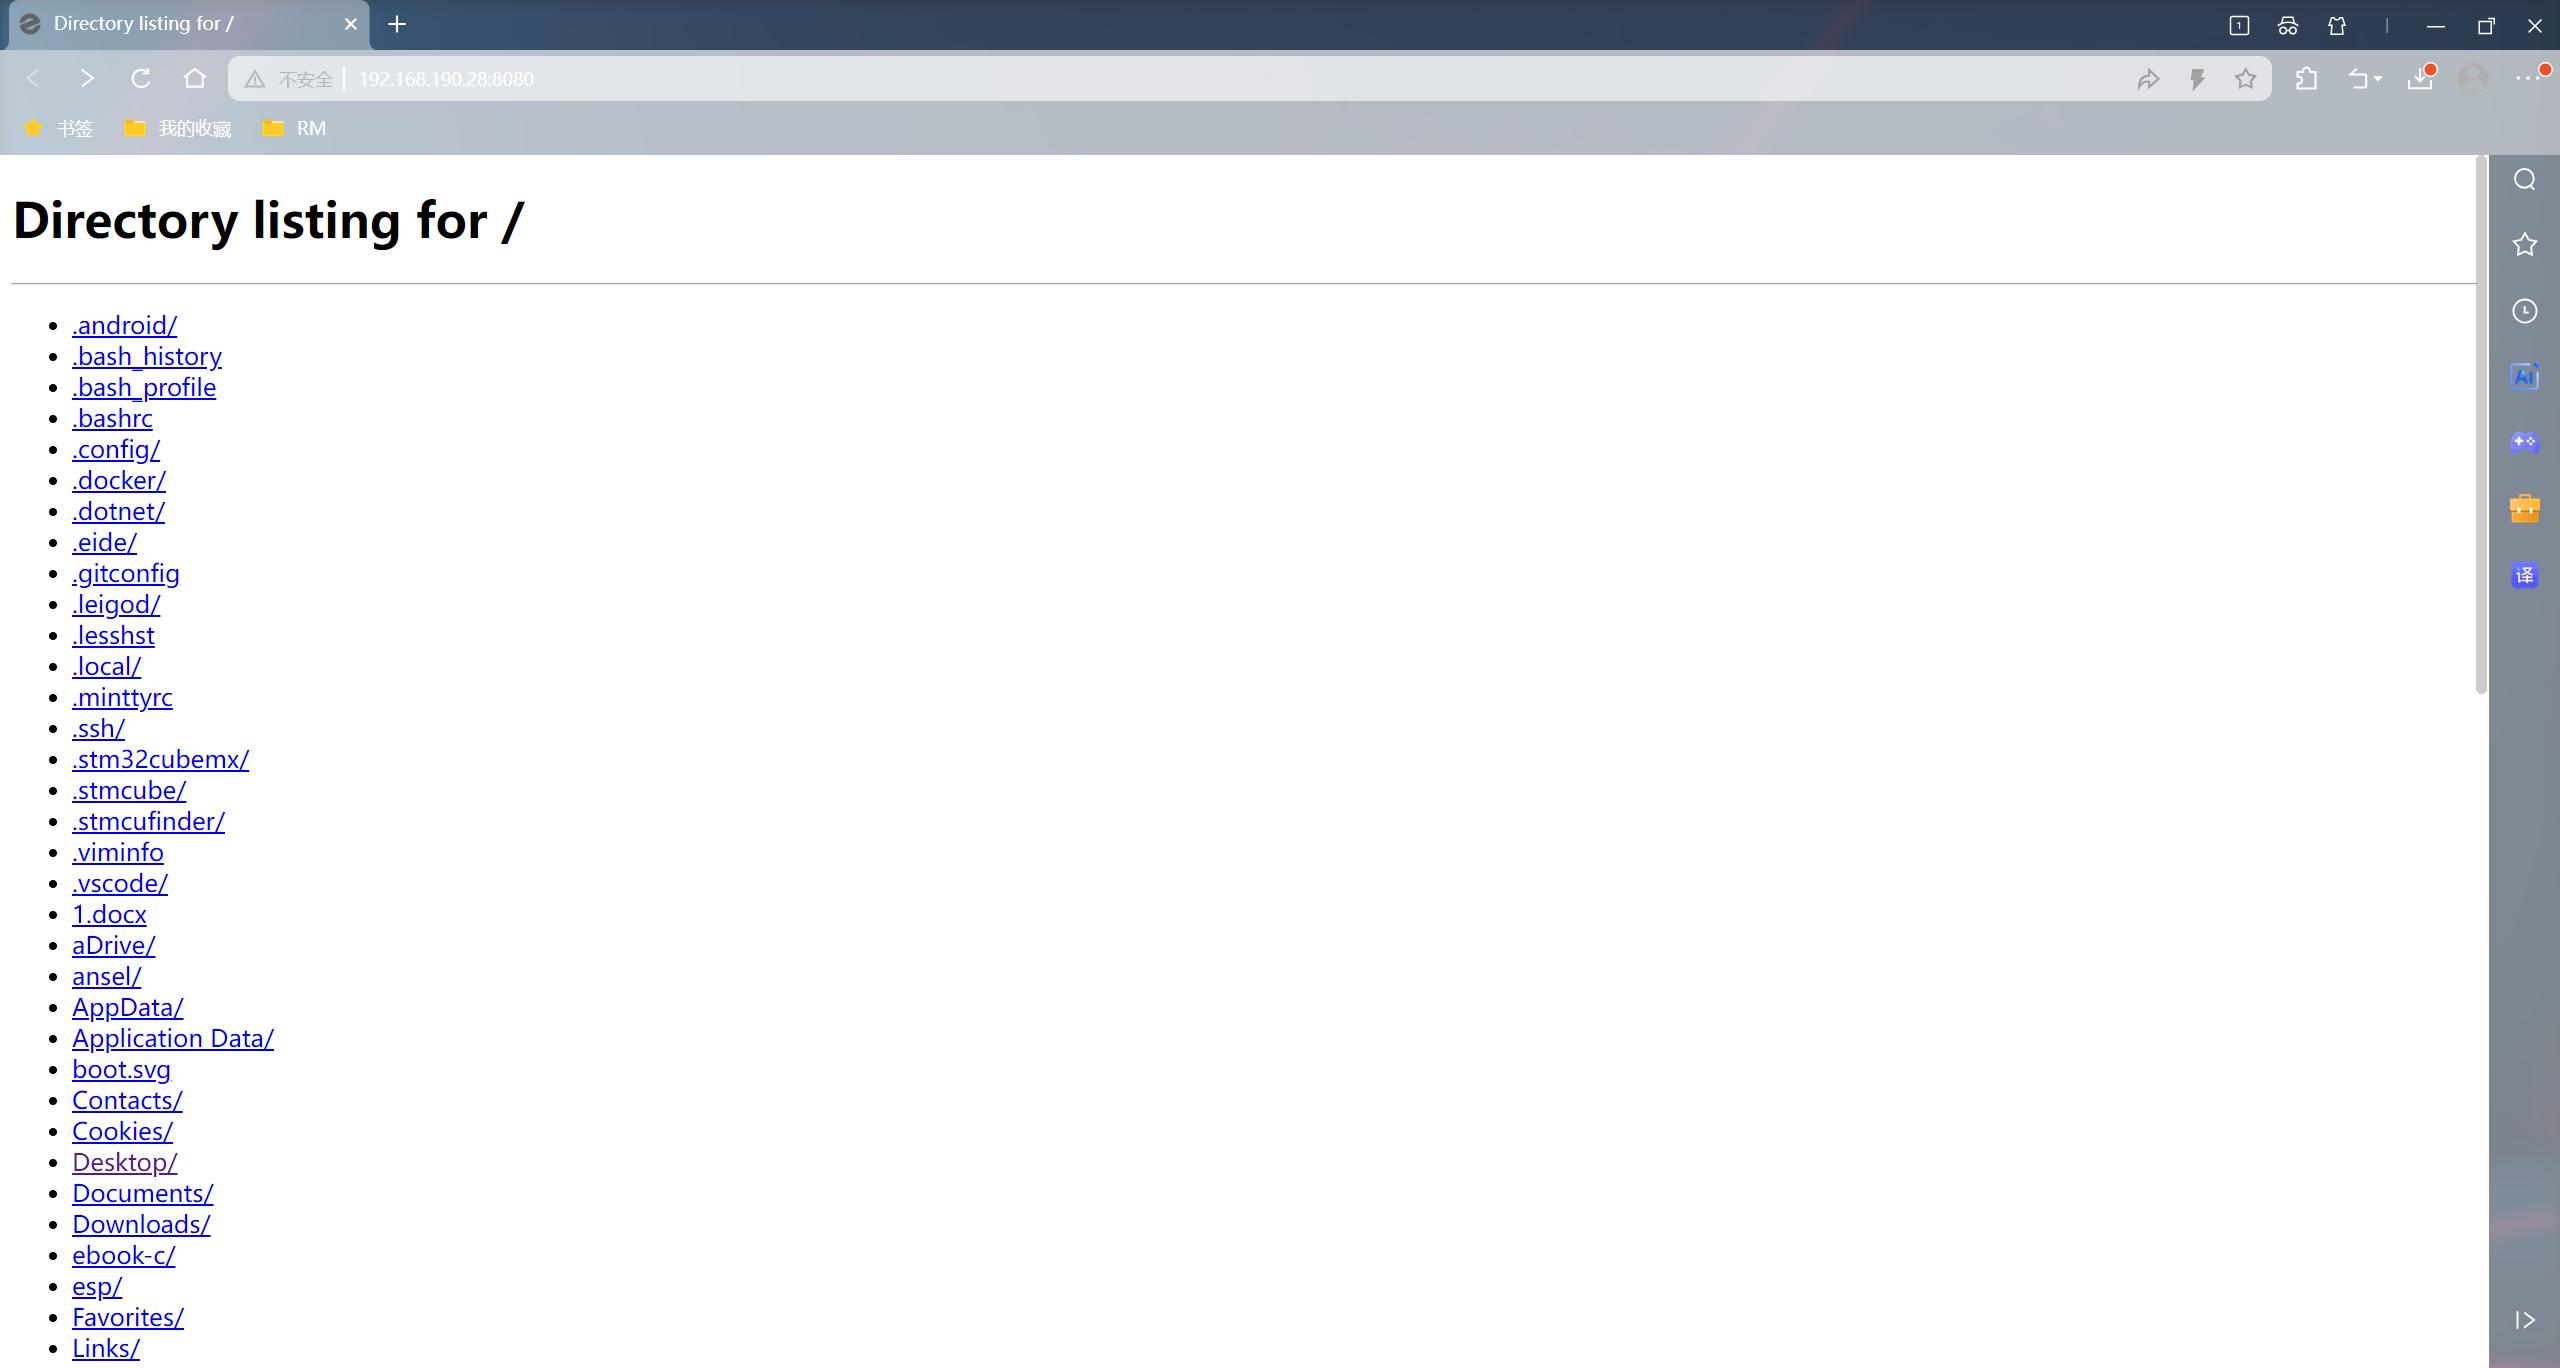 Directory listing for /
1
不安全 192.168.190.28:8080
书签 我的收藏 RM
Directory listing for /
.android/
.bash_history
.bash_profile
.bashrc
.config/
.docker/
.dotnet/
.eide/
.gitconfig
.leigod/
.lesshst
.local/
.minttyrc
.ssh/
.stm32cubemx/
.stmcube/
.stmcufinder/
.viminfo
.vscode/
1.docx
aDrive/
ansel/
AppData/
Application Data/
boot.svg
Contacts/
Cookies/
Desktop/
Documents/
Downloads/
ebook-c/
esp/
Favorites/
Links/
AI
译